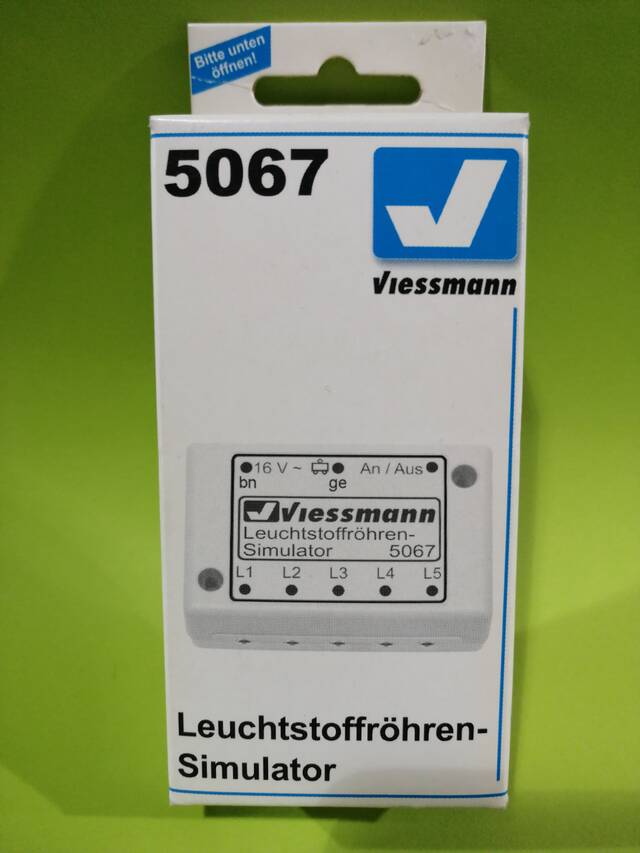 Bitte unten
öffnen!
5067
Viessmann
16 V ~ An / Aus
bn ge
Viessmann
Leuchtstoffröhren-
Simulator 5067
L1 L2 L3 L4 L5
Leuchtstoffröhren-
Simulator